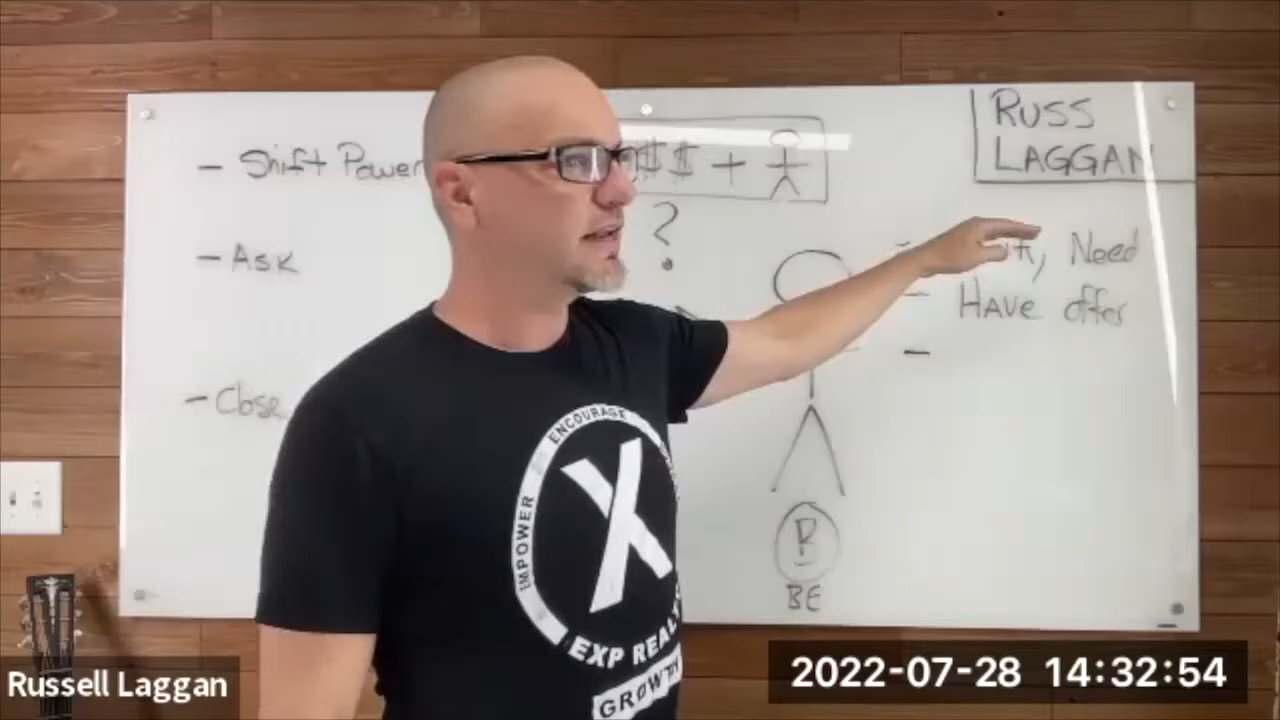 RUSS
LAGGAN
- Shift Power
$$ +
?
- Ask
Need
- Have offer
-
- Close
P
BE
ENCOURAGE
EMPOWER
X
EXP REALTY
GROWTH
Russell Laggan
2022-07-28 14:32:54